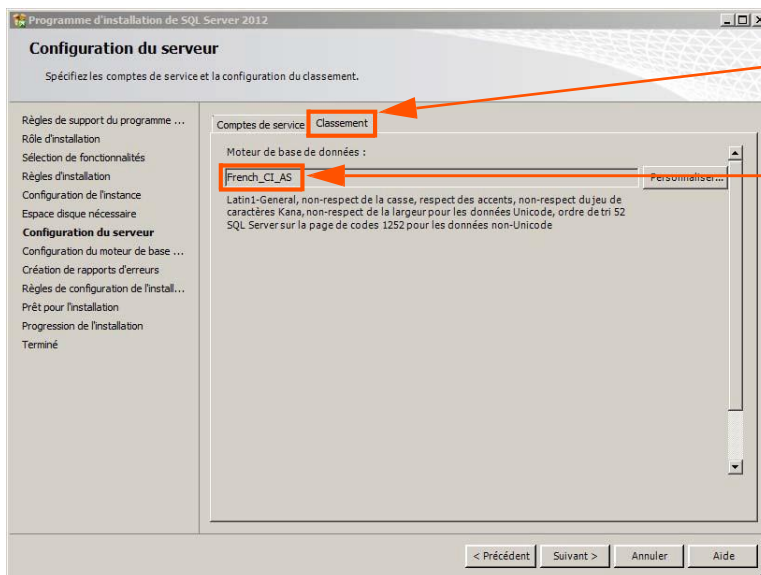 Programme d'installation de SQL Server 2012
Configuration du serveur
Spécifiez les comptes de service et la configuration du classement.
Règles de support du programme ...
Rôle d'installation
Sélection de fonctionnalités
Règles d'installation
Configuration de l'instance
Espace disque nécessaire
Configuration du serveur
Configuration du moteur de base ...
Création de rapports d'erreurs
Règles de configuration de l'install...
Prêt pour l'installation
Progression de l'installation
Terminé
Comptes de service Classement
Moteur de base de données :
French_CI_AS Personnaliser...
Latin1-General, non-respect de la casse, respect des accents, non-respect du jeu de
caractères Kana, non-respect de la largeur pour les données Unicode, ordre de tri 52
SQL Server sur la page de codes 1252 pour les données non-Unicode
< Précédent Suivant > Annuler Aide